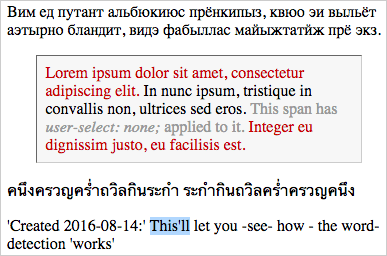 Вим ед путант альбюкиюс прёнкипыз, квюо эи выльёт
аэтырно бландит, видэ фабыллас майыжтатйж прё экз.
Lorem ipsum dolor sit amet, consectetur
adipiscing elit. In nunc ipsum, tristique in
convallis non, ultrices sed eros. This span has
user-select: none; applied to it. Integer eu
dignissim justo, eu facilisis est.
คนึงครวญคร่ำถวิลกินระกำ ระกำกินถวิลคร่ำครวญคนึง
'Created 2016-08-14:' This'll let you -see- how - the word-
detection 'works'